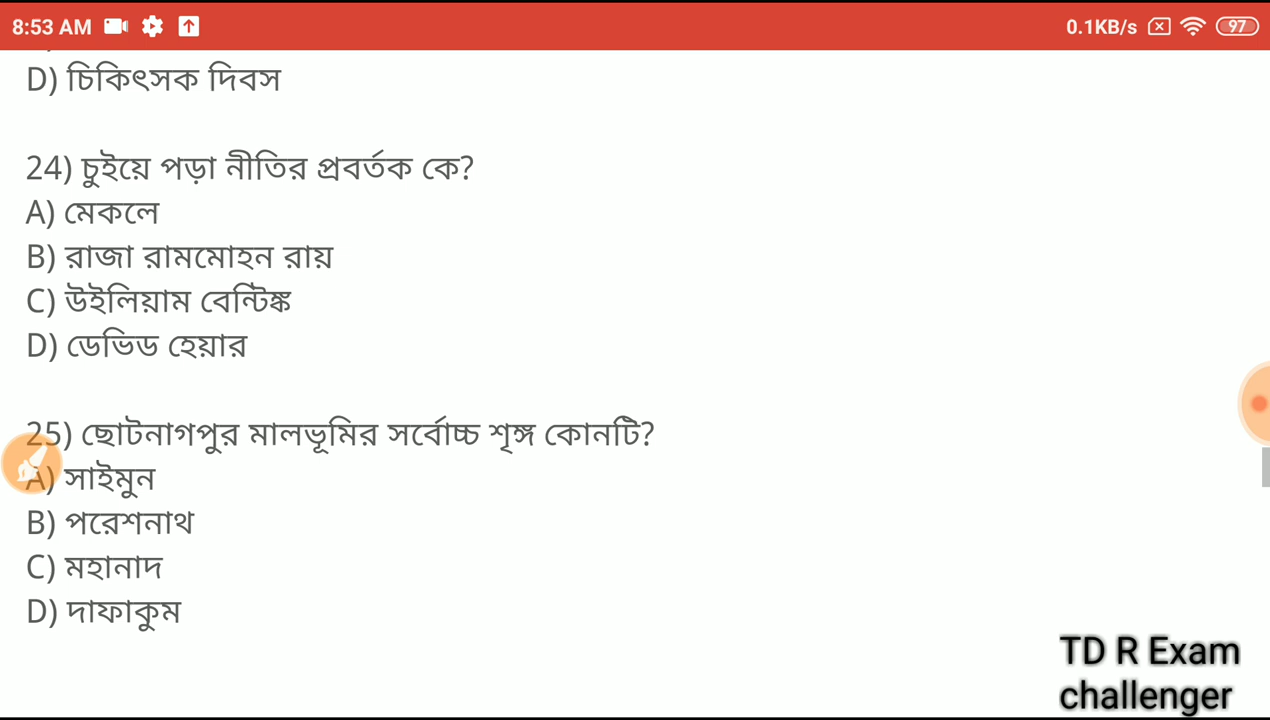 8:53 AM 0.1KB/s 97
D) চিকিৎসক দিবস
24) চুইয়ে পড়া নীতির প্রবর্তক কে?
A) মেকলে
B) রাজা রামমোহন রায়
C) উইলিয়াম বেন্টিঙ্ক
D) ডেভিড হেয়ার
25) ছোটনাগপুর মালভূমির সর্বোচ্চ শৃঙ্গ কোনটি?
A) সাইমুন
B) পরেশনাথ
C) মহানাদ
D) দাফাকুম
TD R Exam
challenger